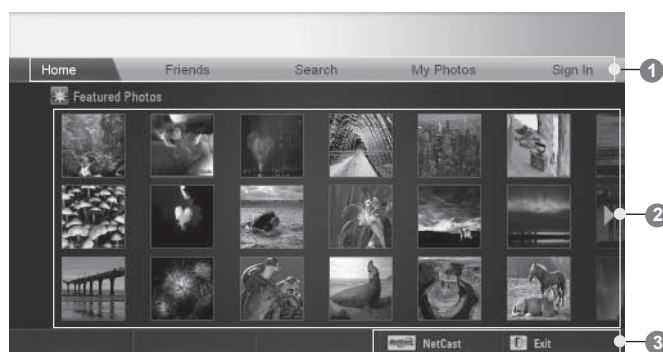 Home Friends Search My Photos Sign In
1
Featured Photos
2
NetCast Exit
3